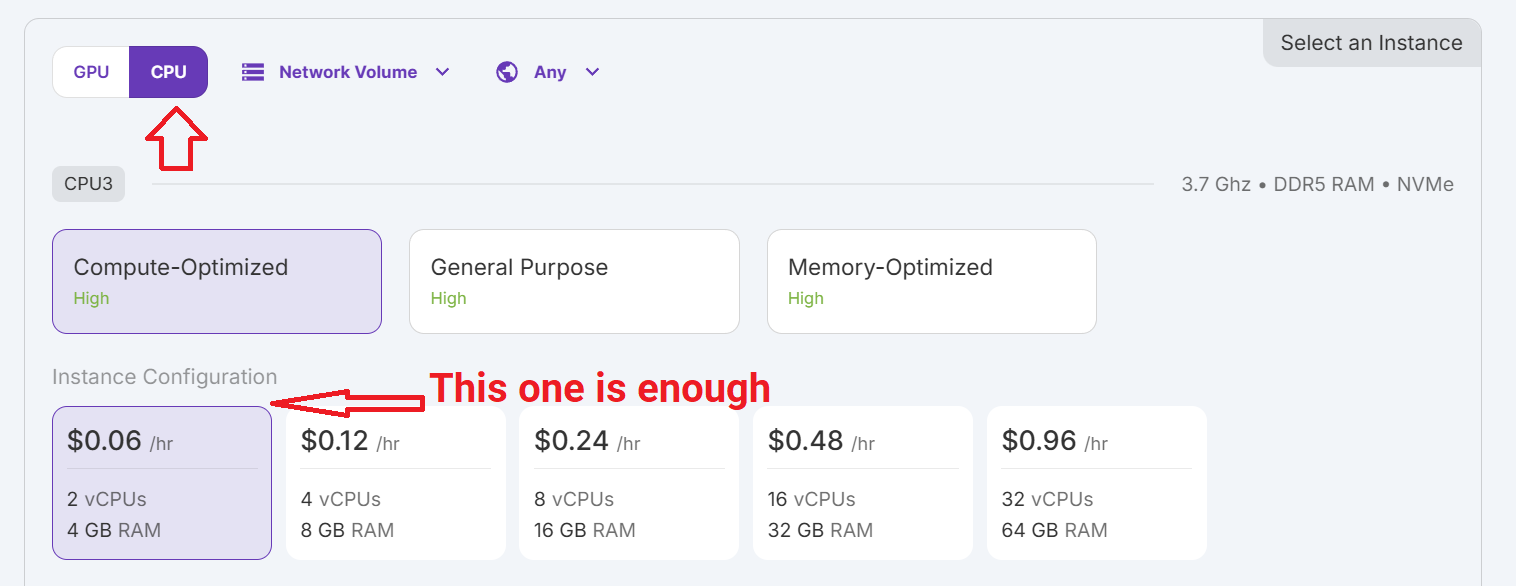 Select an Instance
GPU CPU Network Volume Any
CPU3 3.7 Ghz • DDR5 RAM • NVMe
Compute-Optimized
High
General Purpose
High
Memory-Optimized
High
Instance Configuration
This one is enough
$0.06 /hr
2 vCPUs
4 GB RAM
$0.12 /hr
4 vCPUs
8 GB RAM
$0.24 /hr
8 vCPUs
16 GB RAM
$0.48 /hr
16 vCPUs
32 GB RAM
$0.96 /hr
32 vCPUs
64 GB RAM